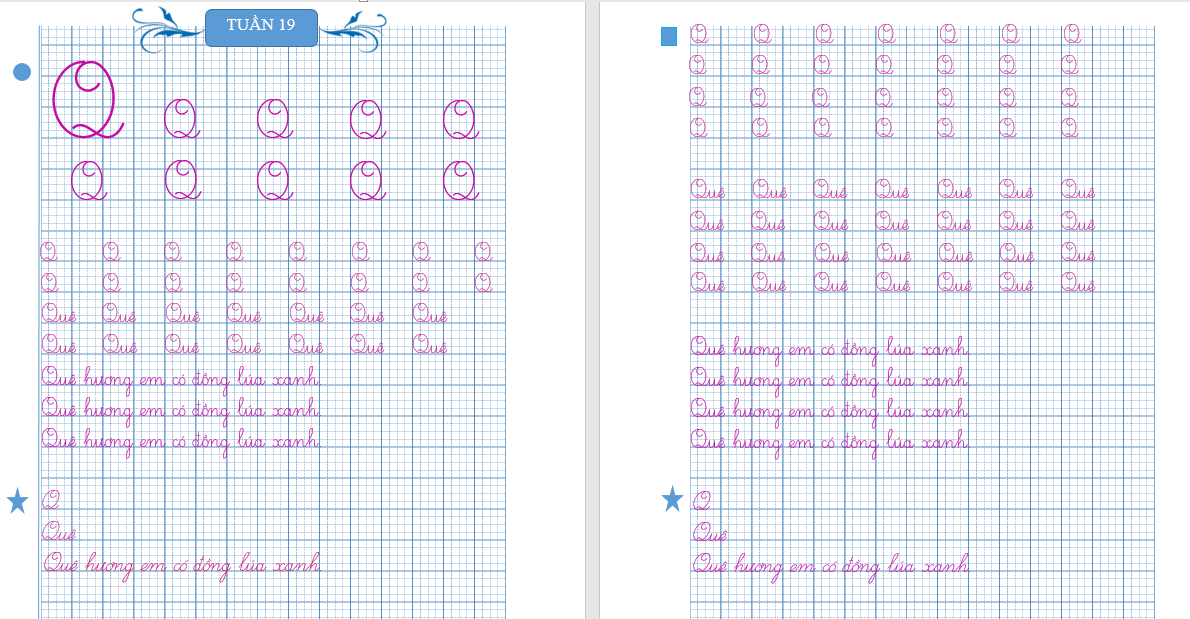 TUẦN 19
Q Q Q Q Q
Q Q Q Q Q
Q Q Q Q Q Q Q Q
Q Q Q Q Q Q Q Q
Quê Quê Quê Quê Quê Quê Quê
Quê Quê Quê Quê Quê Quê Quê
Quê hương em có đồng lúa xanh.
Quê hương em có đồng lúa xanh.
Quê hương em có đồng lúa xanh.
Q
Quê
Quê hương em có đồng lúa xanh.
Q Q Q Q Q Q Q
Q Q Q Q Q Q Q
Q Q Q Q Q Q Q
Q Q Q Q Q Q Q
Quê Quê Quê Quê Quê Quê Quê
Quê Quê Quê Quê Quê Quê Quê
Quê Quê Quê Quê Quê Quê Quê
Quê Quê Quê Quê Quê Quê Quê
Quê hương em có đồng lúa xanh.
Quê hương em có đồng lúa xanh.
Quê hương em có đồng lúa xanh.
Quê hương em có đồng lúa xanh.
Q
Quê
Quê hương em có đồng lúa xanh.